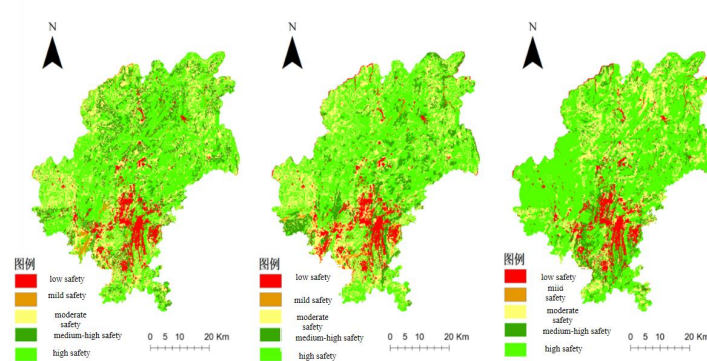 N
N
N
图例
low safety
mild safety
moderate
safety
medium-high safety
high safety
0 5 10 20 Km
图例
low safety
mild safety
moderate
safety
medium-high safety
high safety
0 5 10 20 Km
图例
low safety
mild
safety
moderate
safety
medium-high safety
high safety
0 5 10 20 Km